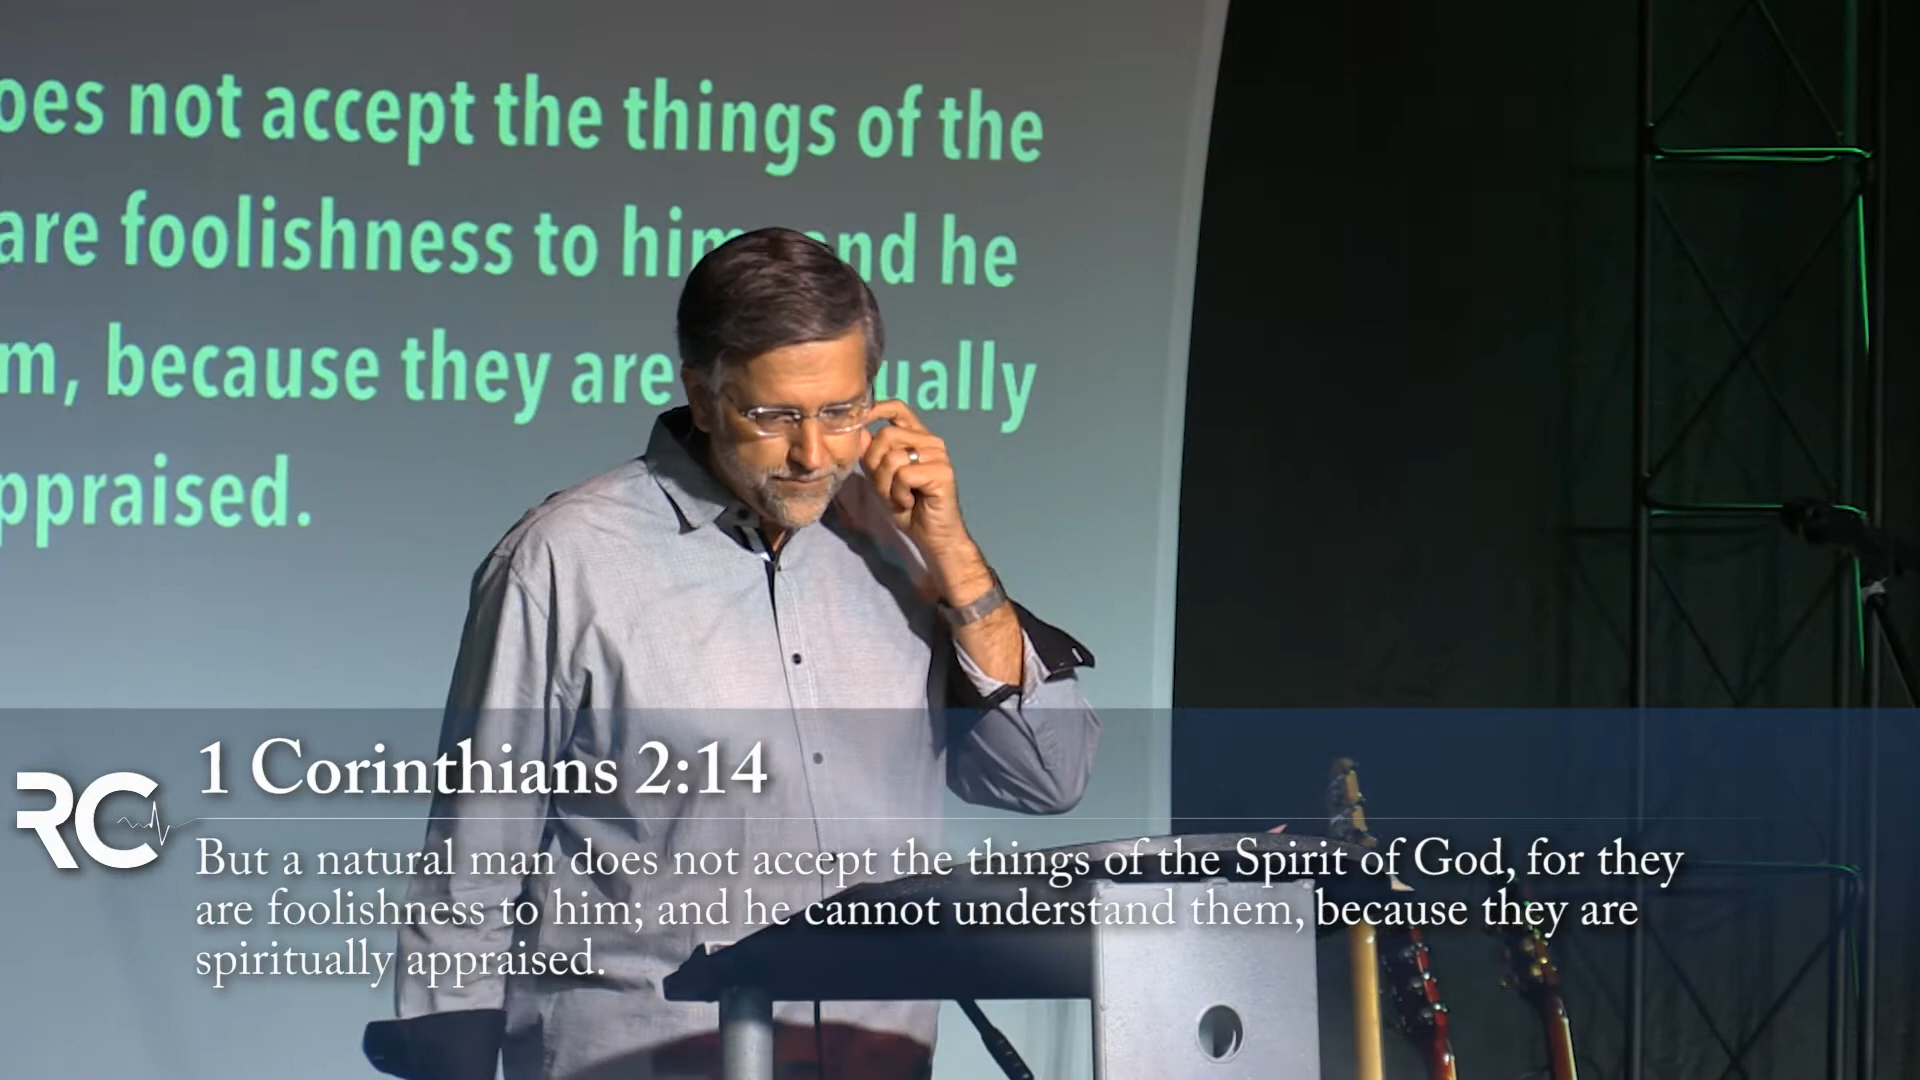 oes not accept the things of the
are foolishness to him and he
m, because they are ually
ppraised.
1 Corinthians 2:14
RC
But a natural man does not accept the things of the Spirit of God, for they
are foolishness to him; and he cannot understand them, because they are
spiritually appraised.